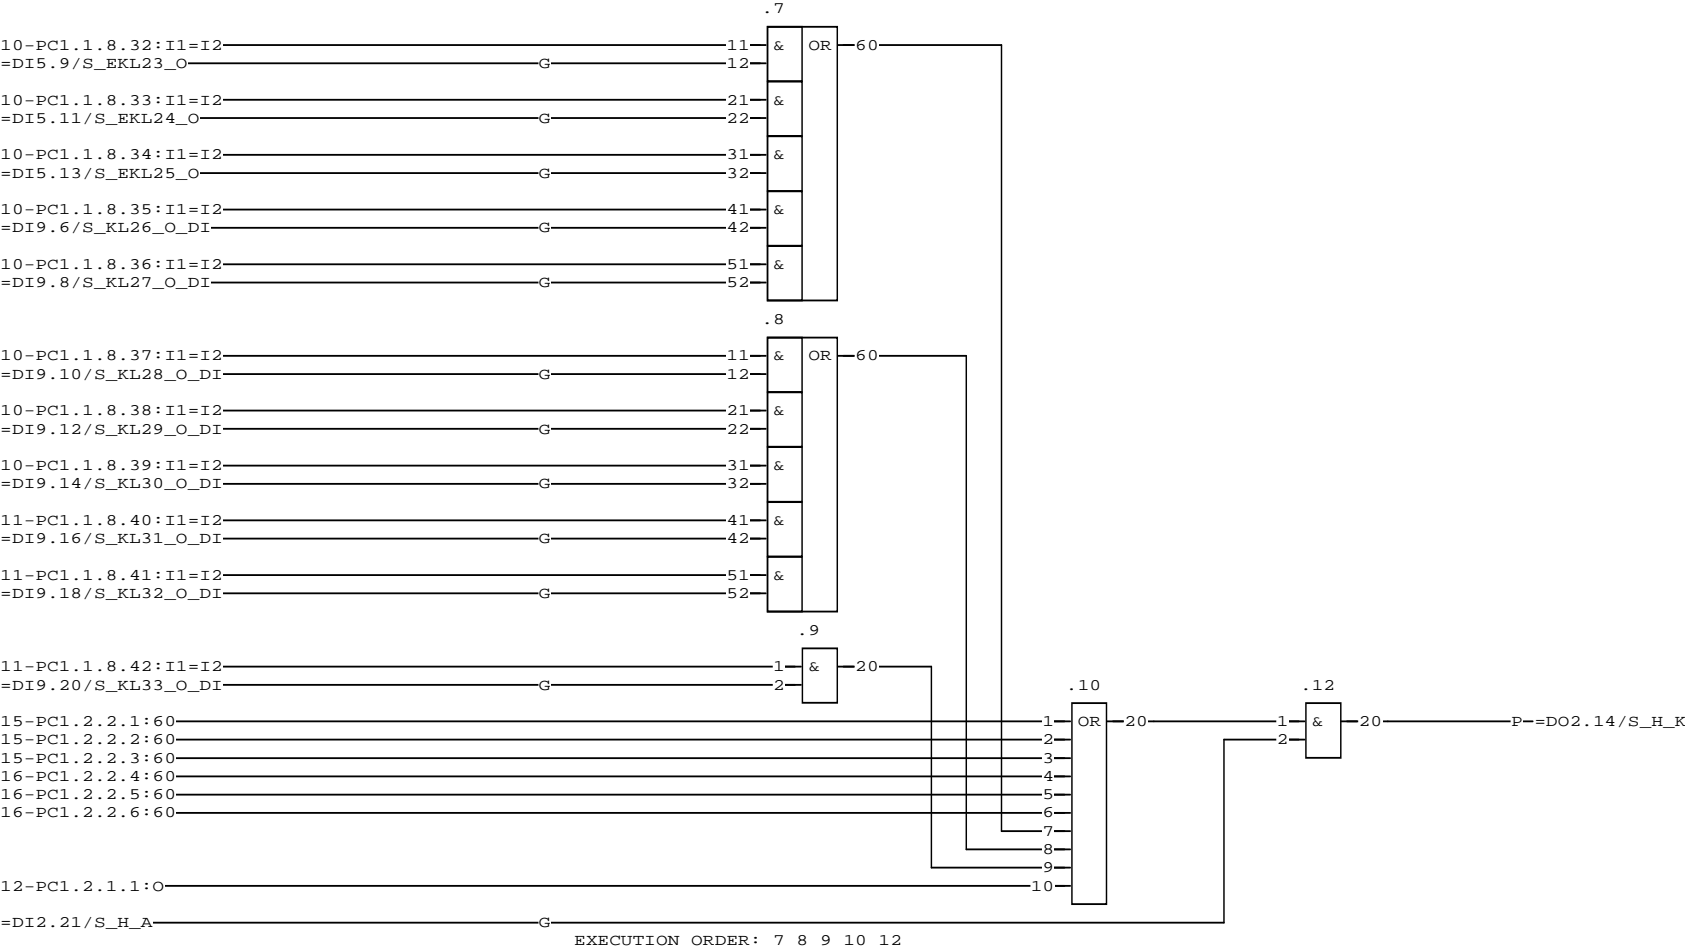 .7
10-PC1.1.8.32:I1=I2 11 & OR 60
=DI5.9/S_EKL23_O G 12
10-PC1.1.8.33:I1=I2 21 &
=DI5.11/S_EKL24_O G 22
10-PC1.1.8.34:I1=I2 31 &
=DI5.13/S_EKL25_O G 32
10-PC1.1.8.35:I1=I2 41 &
=DI9.6/S_KL26_O_DI G 42
10-PC1.1.8.36:I1=I2 51 &
=DI9.8/S_KL27_O_DI G 52
.8
10-PC1.1.8.37:I1=I2 11 & OR 60
=DI9.10/S_KL28_O_DI G 12
10-PC1.1.8.38:I1=I2 21 &
=DI9.12/S_KL29_O_DI G 22
10-PC1.1.8.39:I1=I2 31 &
=DI9.14/S_KL30_O_DI G 32
11-PC1.1.8.40:I1=I2 41 &
=DI9.16/S_KL31_O_DI G 42
11-PC1.1.8.41:I1=I2 51 &
=DI9.18/S_KL32_O_DI G 52
.9
11-PC1.1.8.42:I1=I2 1 & 20
=DI9.20/S_KL33_O_DI G 2 .10 .12
15-PC1.2.2.1:60 1 OR 20 1 & 20 P =DO2.14/S_H_K
15-PC1.2.2.2:60 2 2
15-PC1.2.2.3:60 3
16-PC1.2.2.4:60 4
16-PC1.2.2.5:60 5
16-PC1.2.2.6:60 6
7
8
9
12-PC1.2.1.1:O 10
=DI2.21/S_H_A G
EXECUTION ORDER: 7 8 9 10 12